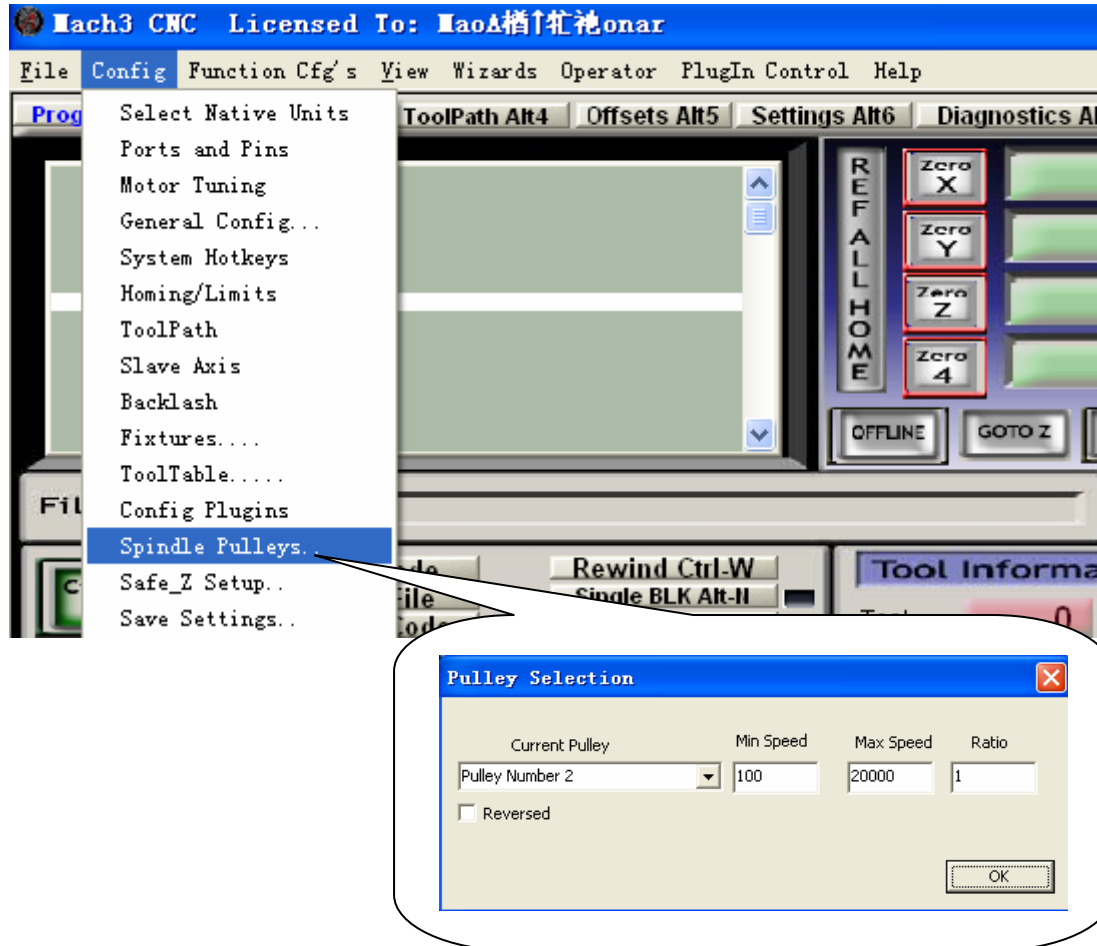 Mach3 CNC Licensed To:
File Config Function Cfg's View Wizards Operator PlugIn Control Help
Prog ToolPath Alt4 Offsets Alt5 Settings Alt6 Diagnostics Al
Select Native Units
Ports and Pins
Motor Tuning
General Config...
System Hotkeys
Homing/Limits
ToolPath
Slave Axis
Backlash
Fixtures....
ToolTable.....
Config Plugins
Spindle Pulleys..
Safe_Z Setup..
Save Settings..
REF ALL HOME
Zero X
Zero Y
Zero Z
Zero 4
OFFLINE GOTO Z
Fil
Rewind Ctrl-W
Single BLK Alt-N
Tool Informa
0
Pulley Selection
Current Pulley Min Speed Max Speed Ratio
Pulley Number 2 100 20000 1
Reversed
OK